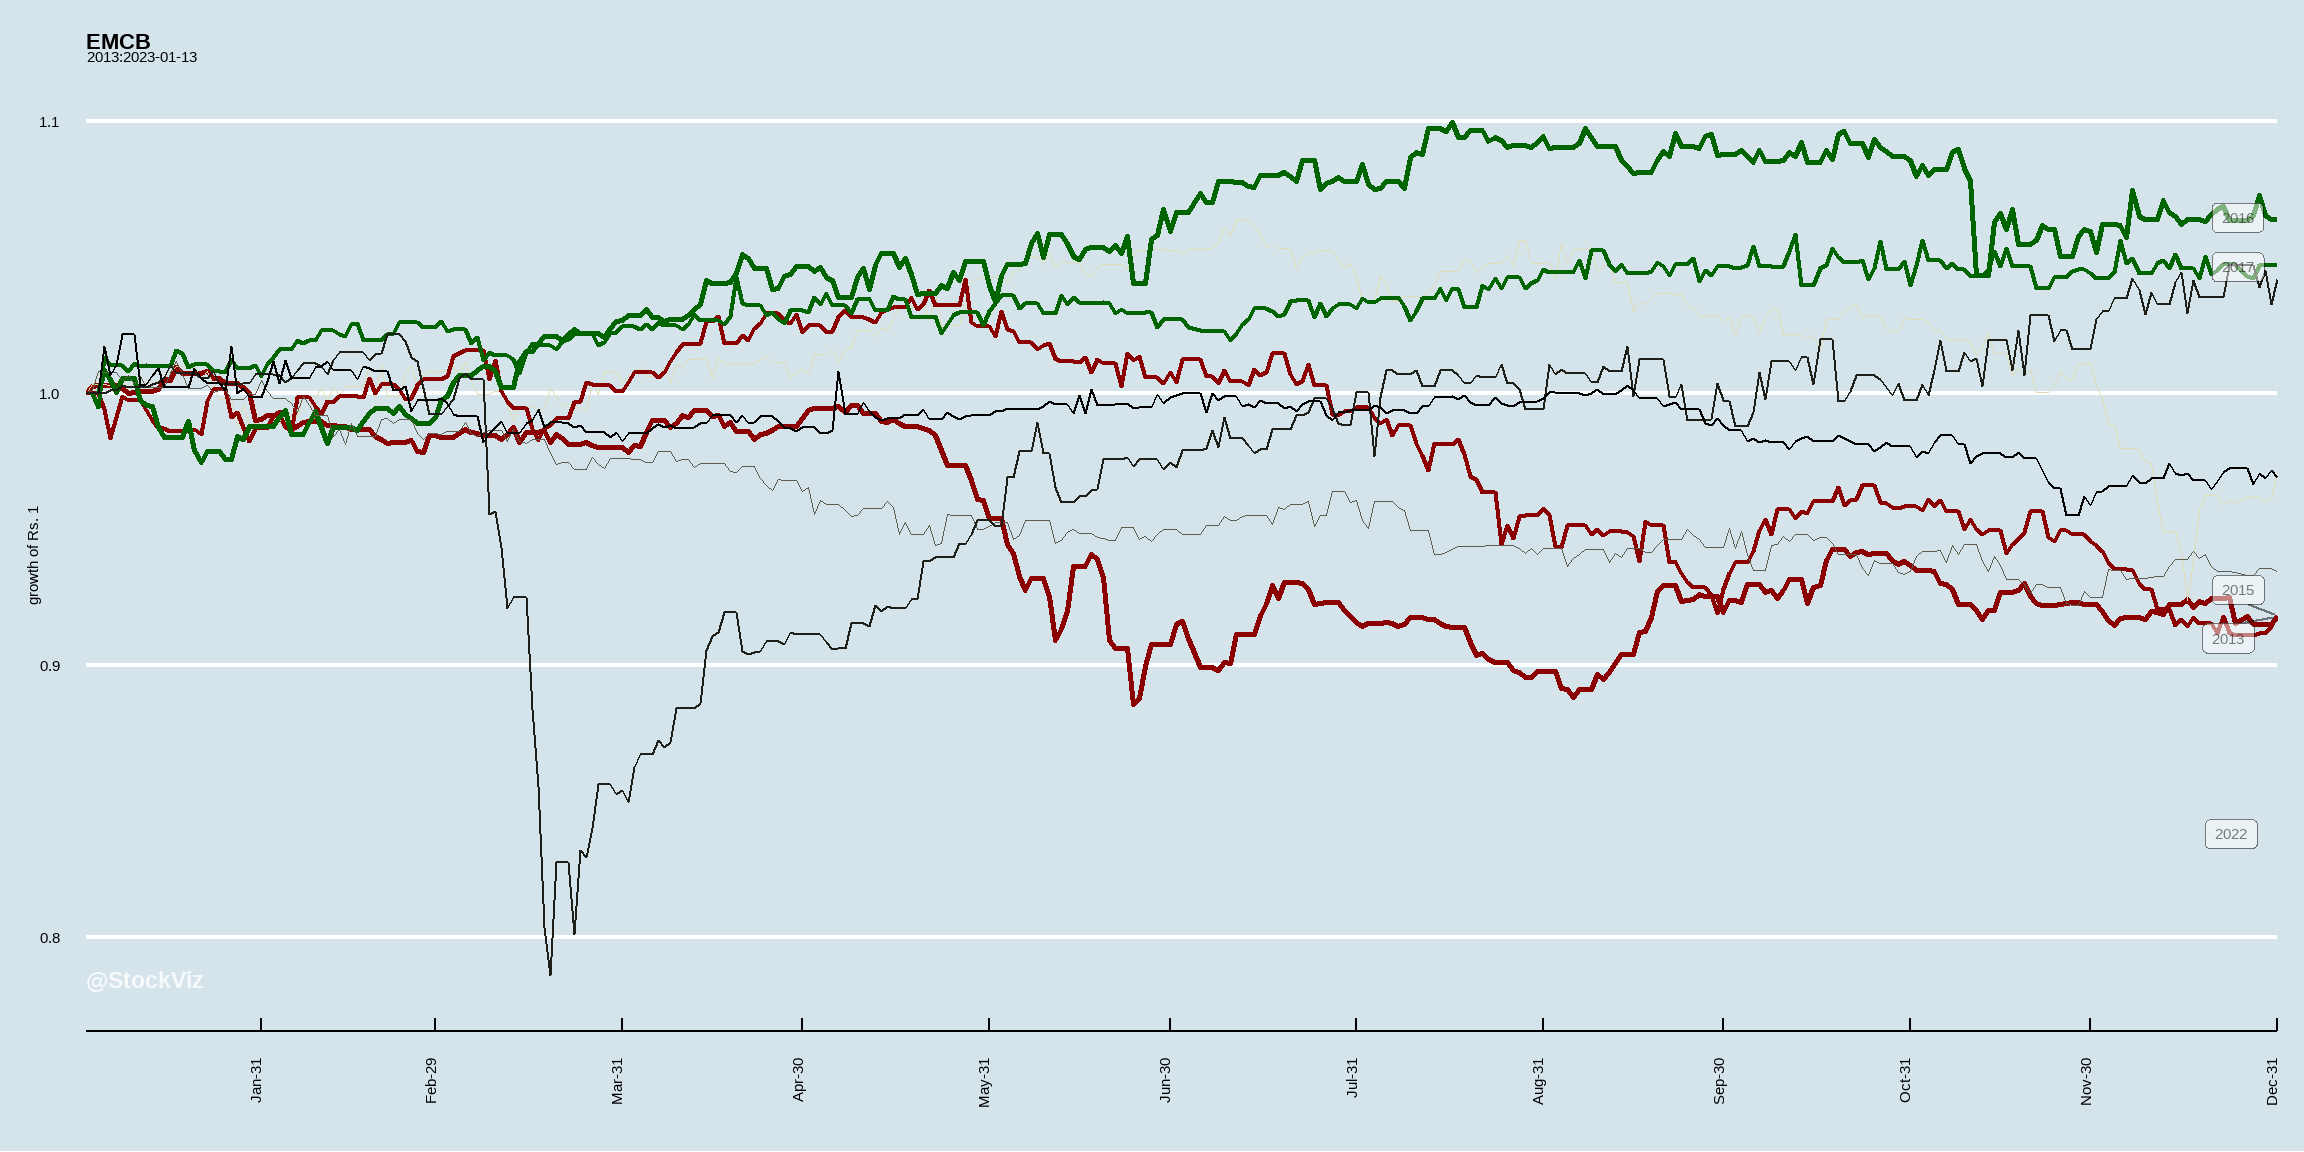 EMCB
2013:2023-01-13
1.1
1.0
0.9
0.8
growth of Rs. 1
2016
2017
2015
2013
2022
@StockViz
Jan-31
Feb-29
Mar-31
Apr-30
May-31
Jun-30
Jul-31
Aug-31
Sep-30
Oct-31
Nov-30
Dec-31